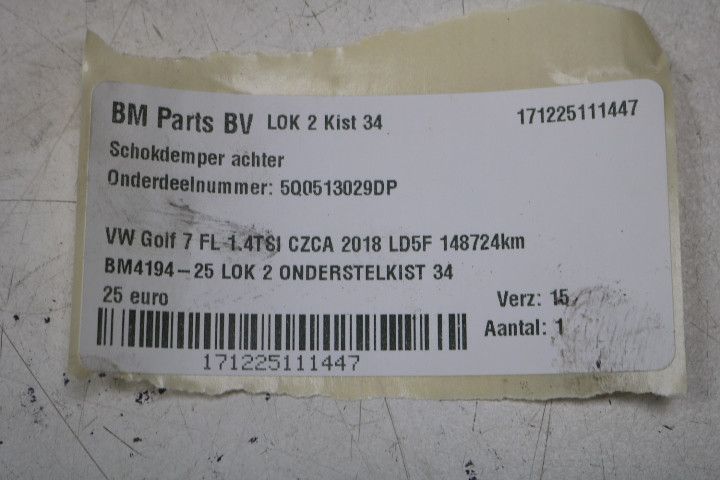 BM Parts BV LOK 2 Kist 34 171225111447
Schokdemper achter
Onderdeelnummer: 5Q0513029DP
VW Golf 7 FL 1.4TSI CZCA 2018 LD5F 148724km
BM4194-25 LOK 2 ONDERSTELKIST 34
25 euro Verz: 15
Aantal: 1
171225111447